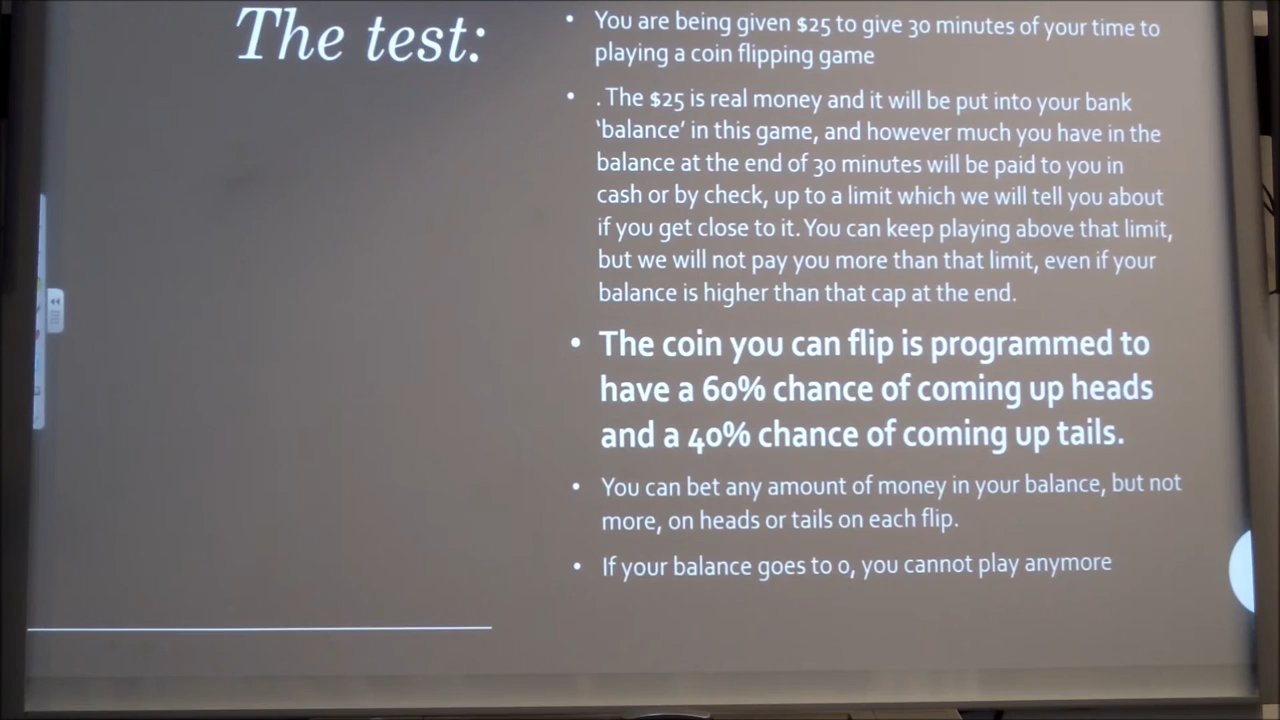 The test:
• You are being given $25 to give 30 minutes of your time to
playing a coin flipping game
• . The $25 is real money and it will be put into your bank
‘balance’ in this game, and however much you have in the
balance at the end of 30 minutes will be paid to you in
cash or by check, up to a limit which we will tell you about
if you get close to it. You can keep playing above that limit,
but we will not pay you more than that limit, even if your
balance is higher than that cap at the end.
• The coin you can flip is programmed to
have a 60% chance of coming up heads
and a 40% chance of coming up tails.
• You can bet any amount of money in your balance, but not
more, on heads or tails on each flip.
• If your balance goes to 0, you cannot play anymore